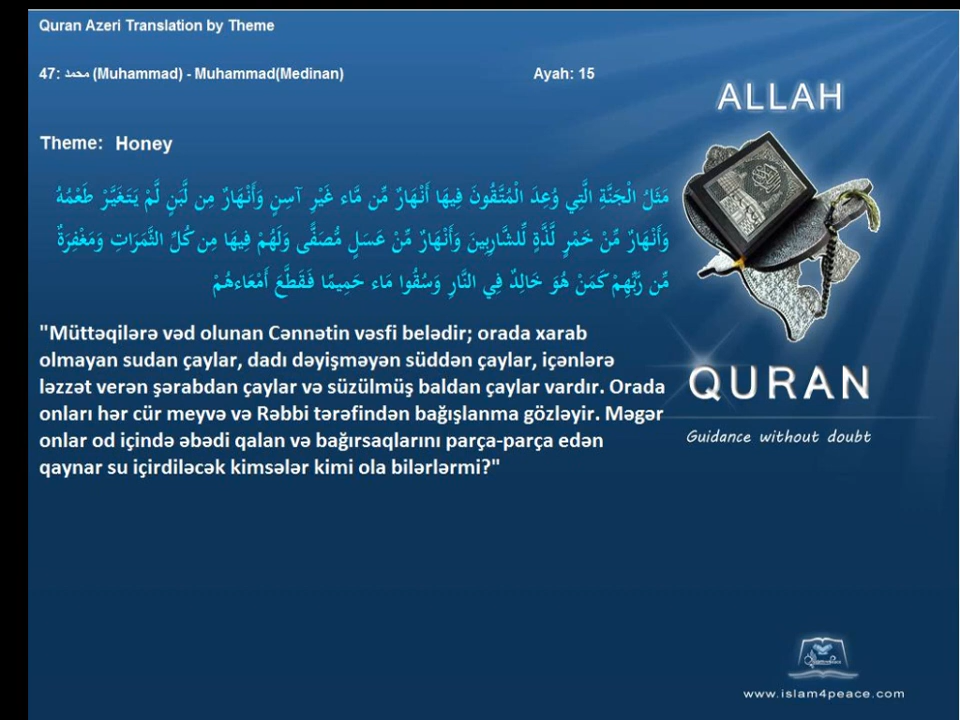 Quran Azeri Translation by Theme
47: محمد (Muhammad) - Muhammad(Medinan) Ayah: 15
ALLAH
Theme: Honey
مَثَلُ الْجَنَّةِ الَّتِي وُعِدَ الْمُتَّقُونَ فِيهَا أَنْهَارٌ مِّن مَّاء غَيْرِ آسِنٍ وَأَنْهَارٌ مِن لَّبَنٍ لَّمْ يَتَغَيَّرْ طَعْمُهُ
وَأَنْهَارٌ مِّنْ خَمْرٍ لَّذَّةٍ لِّلشَّارِبِينَ وَأَنْهَارٌ مِّنْ عَسَلٍ مُّصَفًّى وَلَهُمْ فِيهَا مِن كُلِّ الثَّمَرَاتِ وَمَغْفِرَةٌ
مِّن رَّبِّهِمْ كَمَنْ هُوَ خَالِدٌ فِي النَّارِ وَسُقُوا مَاء حَمِيمًا فَقَطَّعَ أَمْعَاءهُمْ
"Müttəqilərə vəd olunan Cənnətin vəsfi belədir; orada xarab
olmayan sudan çaylar, dadı dəyişməyən süddən çaylar, içənlərə
ləzzət verən şərabdan çaylar və süzülmüş baldan çaylar vardır. Orada
onları hər cür meyvə və Rəbbi tərəfindən bağışlanma gözləyir. Məgər
onlar od içində əbədi qalan və bağırsaqlarını parça-parça edən
qaynar su içirdiləcək kimsələr kimi ola bilərlərmi?"
QURAN
Guidance without doubt
www.islam4peace.com